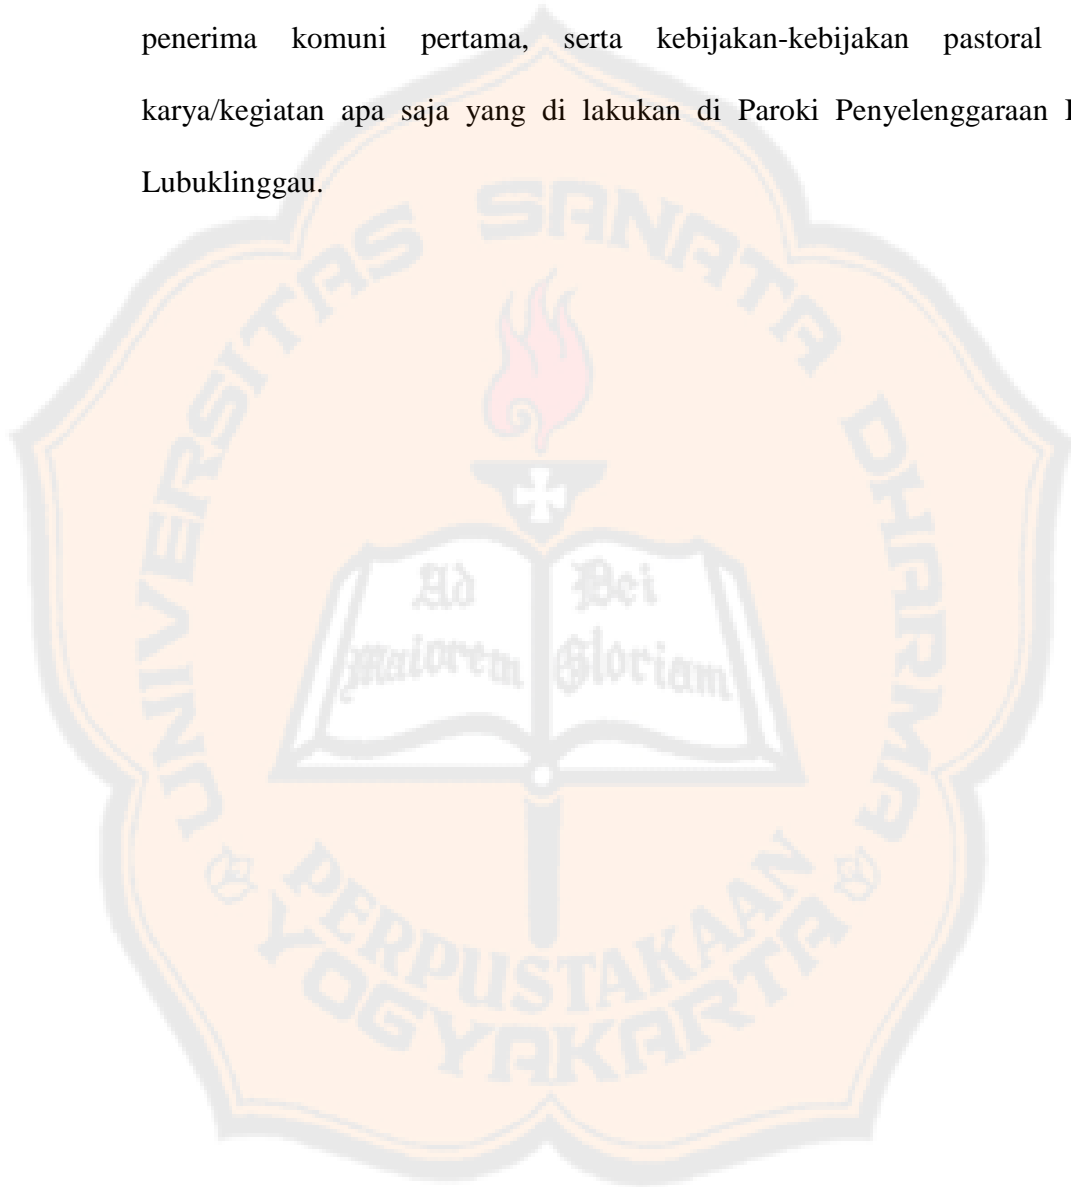 penerima komuni pertama, serta kebijakan-kebijakan pastoral
karya/kegiatan apa saja yang di lakukan di Paroki Penyelenggaraan
Lubuklinggau.
UNIVERSITAS SANATA DHARMA
Ad Maiorem
Dei Gloriam
PERPUSTAKAAN
YOGYAKARTA